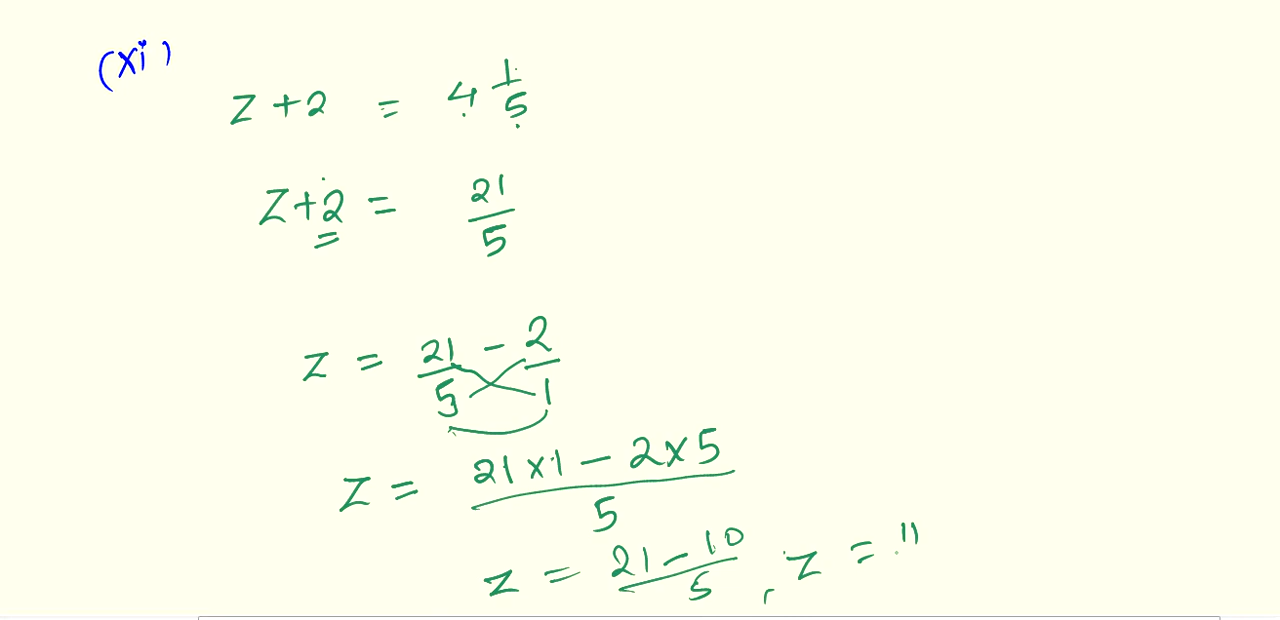 (xi)
z + 2 = 4 1/5
z + 2 = 21/5
z = 21/5 - 2/1
z = (21 x 1 - 2 x 5)/5
z = (21 - 10)/5, z = 11